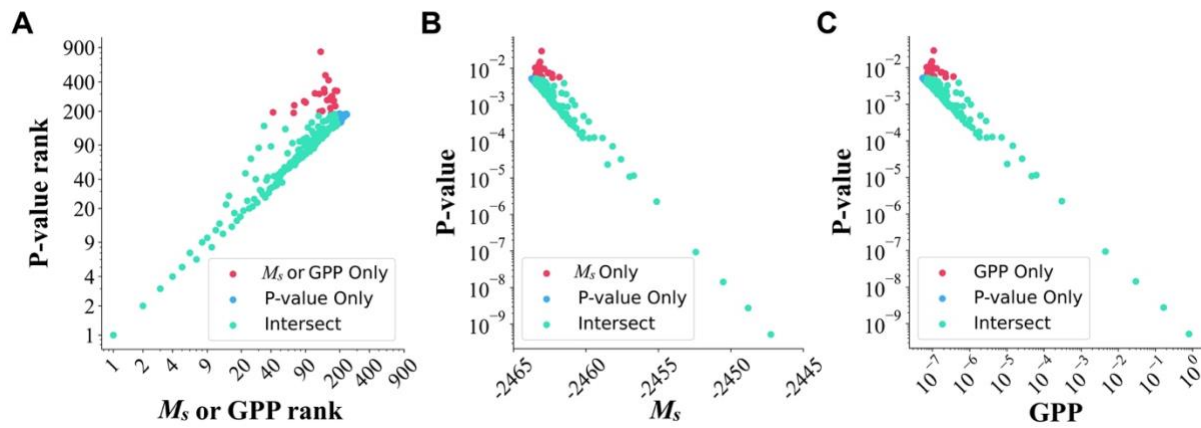 A
P-value rank
900
400
200
90
40
20
9
4
2
1
1
2
4
9
20
40
90
200
400
900
Mₛ or GPP rank
Mₛ or GPP Only
P-value Only
Intersect
B
P-value
10⁻²
10⁻³
10⁻⁴
10⁻⁵
10⁻⁶
10⁻⁷
10⁻⁸
10⁻⁹
-2465
-2460
-2455
-2450
-2445
Mₛ
Mₛ Only
P-value Only
Intersect
C
P-value
10⁻²
10⁻³
10⁻⁴
10⁻⁵
10⁻⁶
10⁻⁷
10⁻⁸
10⁻⁹
10⁻⁷
10⁻⁶
10⁻⁵
10⁻⁴
10⁻³
10⁻²
10⁻¹
10⁰
GPP
GPP Only
P-value Only
Intersect